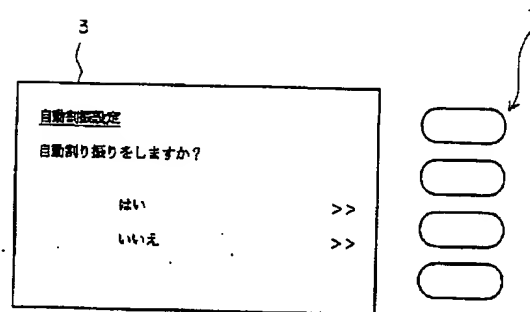 3
自動割振設定
自動割り振りをしますか?
はい >>
いいえ >>